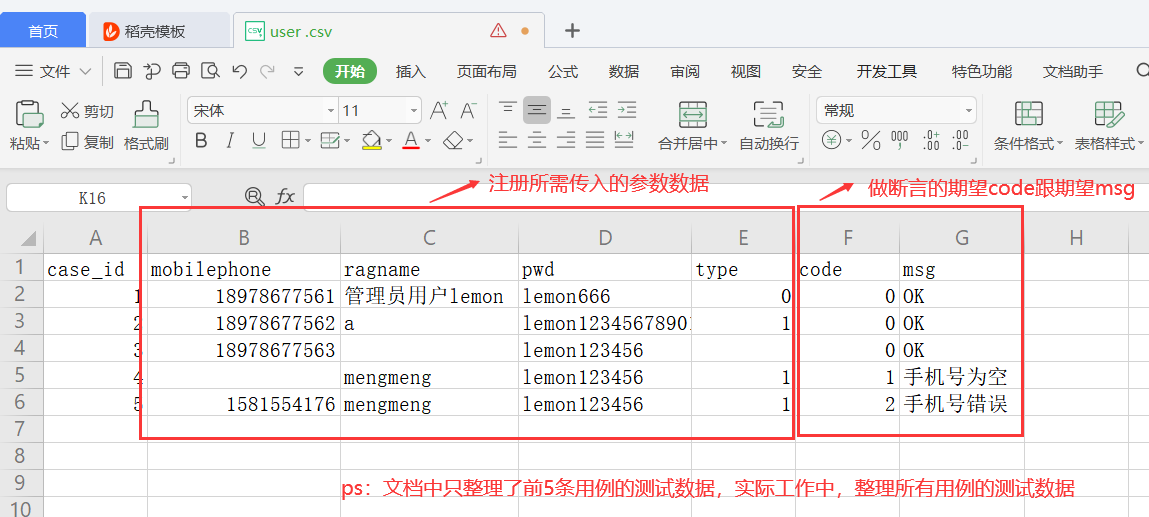 首页 稻壳模板 user .csv
文件 开始 插入 页面布局 公式 数据 审阅 视图 安全 开发工具 特色功能 文档助手
剪切 宋体 11 常规
粘贴 复制 格式刷 B I U A 合并居中 自动换行 条件格式 表格样式
注册所需传入的参数数据
做断言的期望code跟期望msg
K16 fx
A B C D E F G H
1 case_id mobilephone ragname pwd type code msg
2 1 18978677561 管理员用户lemon lemon666 0 0 OK
3 2 18978677562 a lemon12345678901 1 0 OK
4 3 18978677563 lemon123456 0 OK
5 4 mengmeng lemon123456 1 1 手机号为空
6 5 1581554176 mengmeng lemon123456 1 2 手机号错误
7
8
9
ps：文档中只整理了前5条用例的测试数据，实际工作中，整理所有用例的测试数据
10